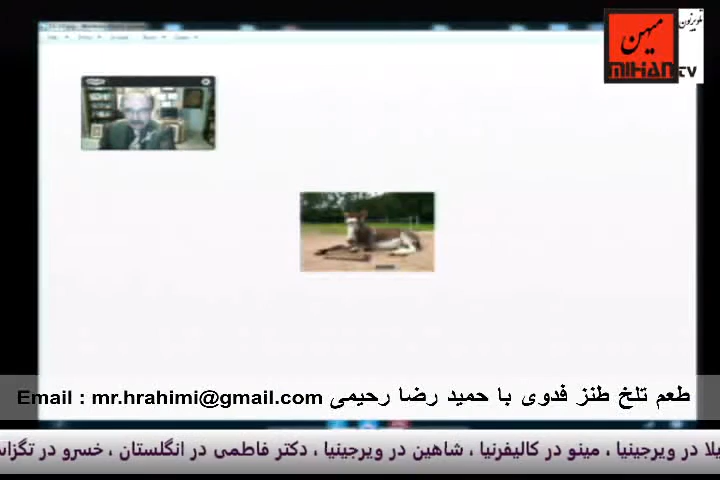 تلویزیون
میهن
MIHAN TV
طعم تلخ طنز فدوی با حمید رضا رحیمی Email : mr.hrahimi@gmail.com
یلا در ویرجینیا ، مینو در کالیفرنیا ، شاهین در ویرجینیا ، دکتر فاطمی در انگلستان ، خسرو در تگزاس